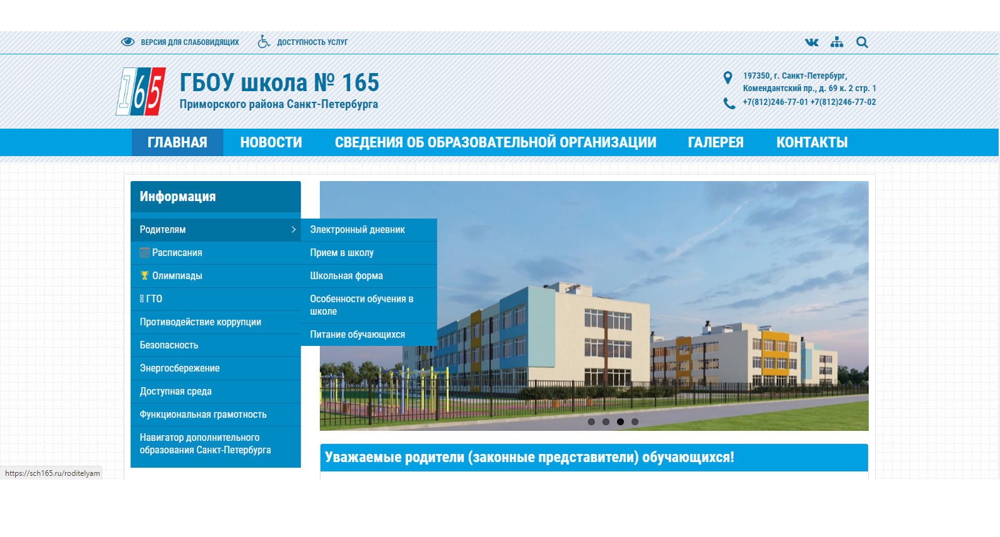 ВЕРСИЯ ДЛЯ СЛАБОВИДЯЩИХ
ДОСТУПНОСТЬ УСЛУГ
165
ГБОУ школа № 165
Приморского района Санкт-Петербурга
197350, г. Санкт-Петербург,
Комендантский пр., д. 69 к. 2 стр. 1
+7(812)246-77-01 +7(812)246-77-02
ГЛАВНАЯ
НОВОСТИ
СВЕДЕНИЯ ОБ ОБРАЗОВАТЕЛЬНОЙ ОРГАНИЗАЦИИ
ГАЛЕРЕЯ
КОНТАКТЫ
Информация
Родителям
Расписания
Олимпиады
ГТО
Противодействие коррупции
Безопасность
Энергосбережение
Доступная среда
Функциональная грамотность
Навигатор дополнительного
образования Санкт-Петербурга
Электронный дневник
Прием в школу
Школьная форма
Особенности обучения в
школе
Питание обучающихся
Уважаемые родители (законные представители) обучающихся!
https://sch165.ru/roditelyam